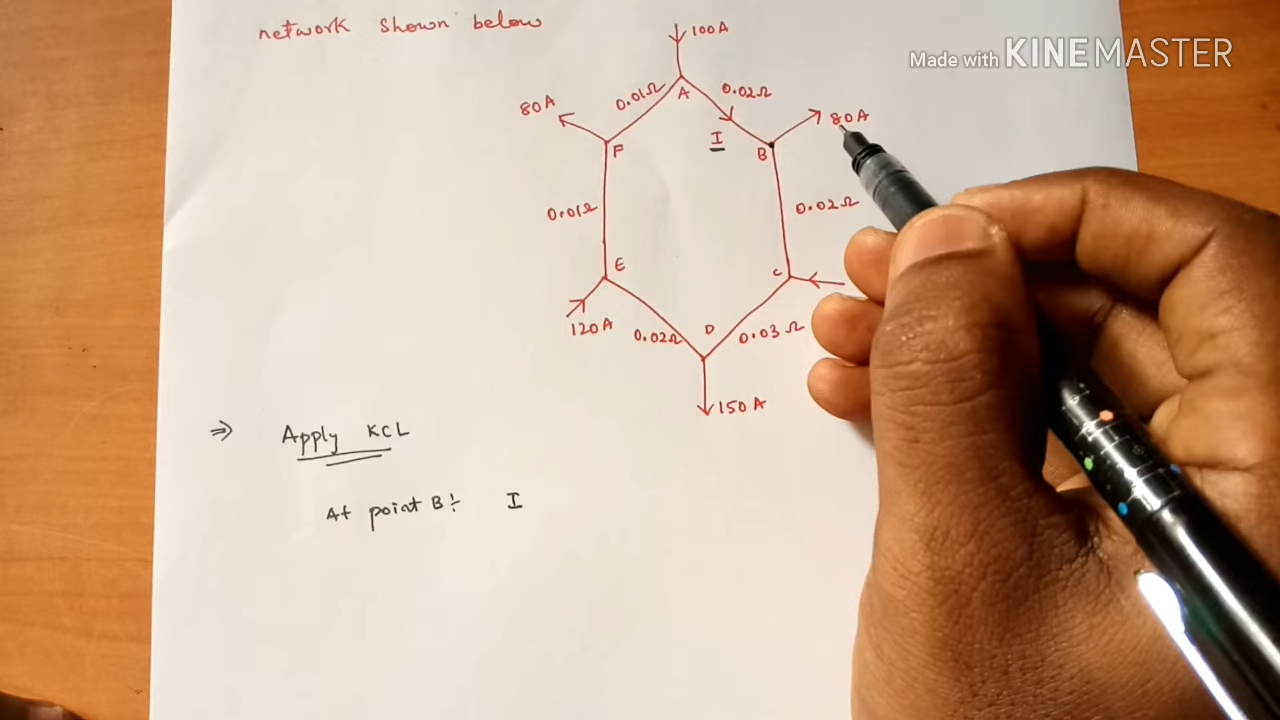 network shown below
Made with KINEMASTER
100A
0.01Ω
A
0.02Ω
80A
80A
F
I
B
0.01Ω
0.02Ω
E
C
120A
0.02Ω
D
0.03Ω
150A
⇒ Apply KCL
At point B:- I